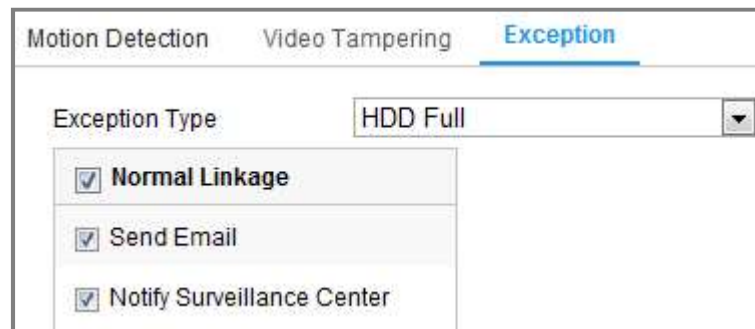 Motion Detection Video Tampering Exception
Exception Type HDD Full
Normal Linkage
Send Email
Notify Surveillance Center